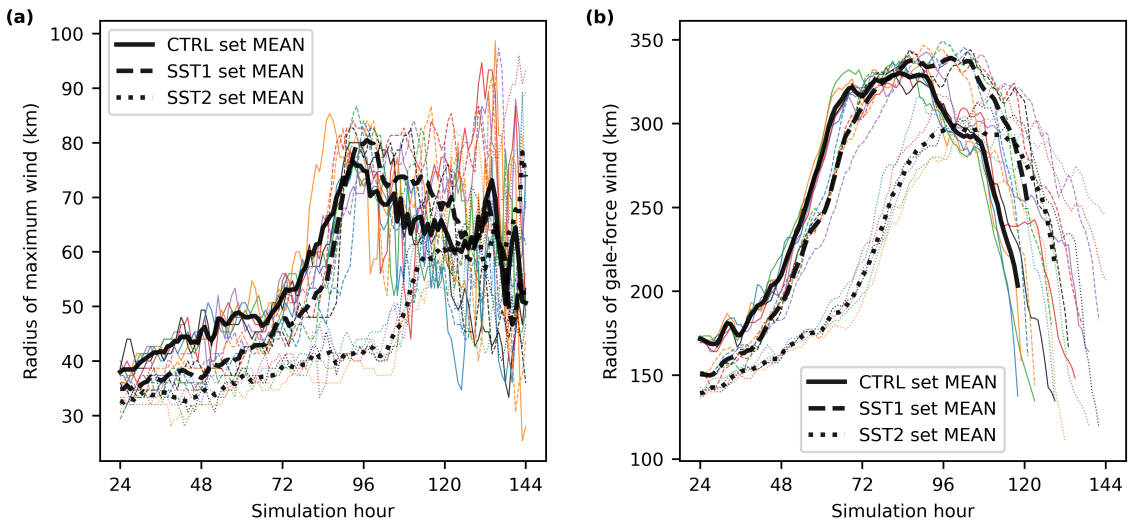 (a)
Radius of maximum wind (km)
100
90
80
70
60
50
40
30
CTRL set MEAN
SST1 set MEAN
SST2 set MEAN
24 48 72 96 120 144
Simulation hour
(b)
Radius of gale-force wind (km)
350
300
250
200
150
100
CTRL set MEAN
SST1 set MEAN
SST2 set MEAN
24 48 72 96 120 144
Simulation hour